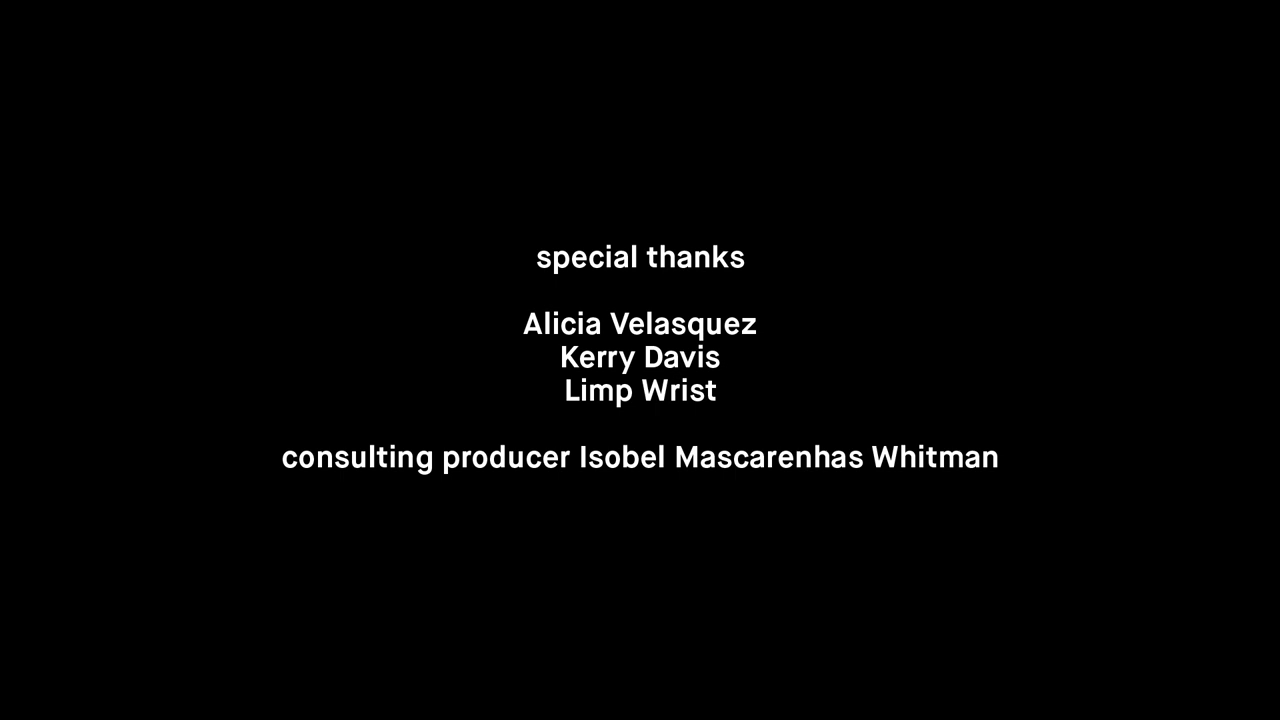 special thanks
Alicia Velasquez
Kerry Davis
Limp Wrist
consulting producer Isobel Mascarenhas Whitman